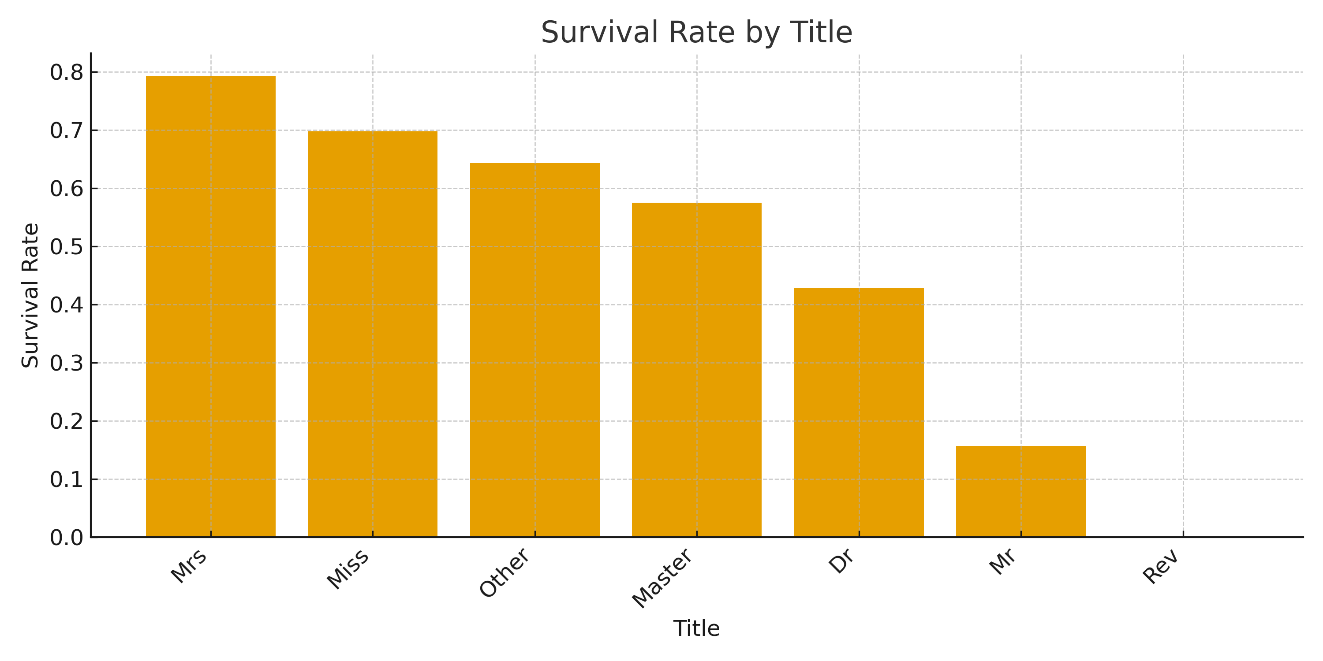 Survival Rate by Title
Survival Rate
0.8
0.7
0.6
0.5
0.4
0.3
0.2
0.1
0.0
Mrs
Miss
Other
Master
Dr
Mr
Rev
Title